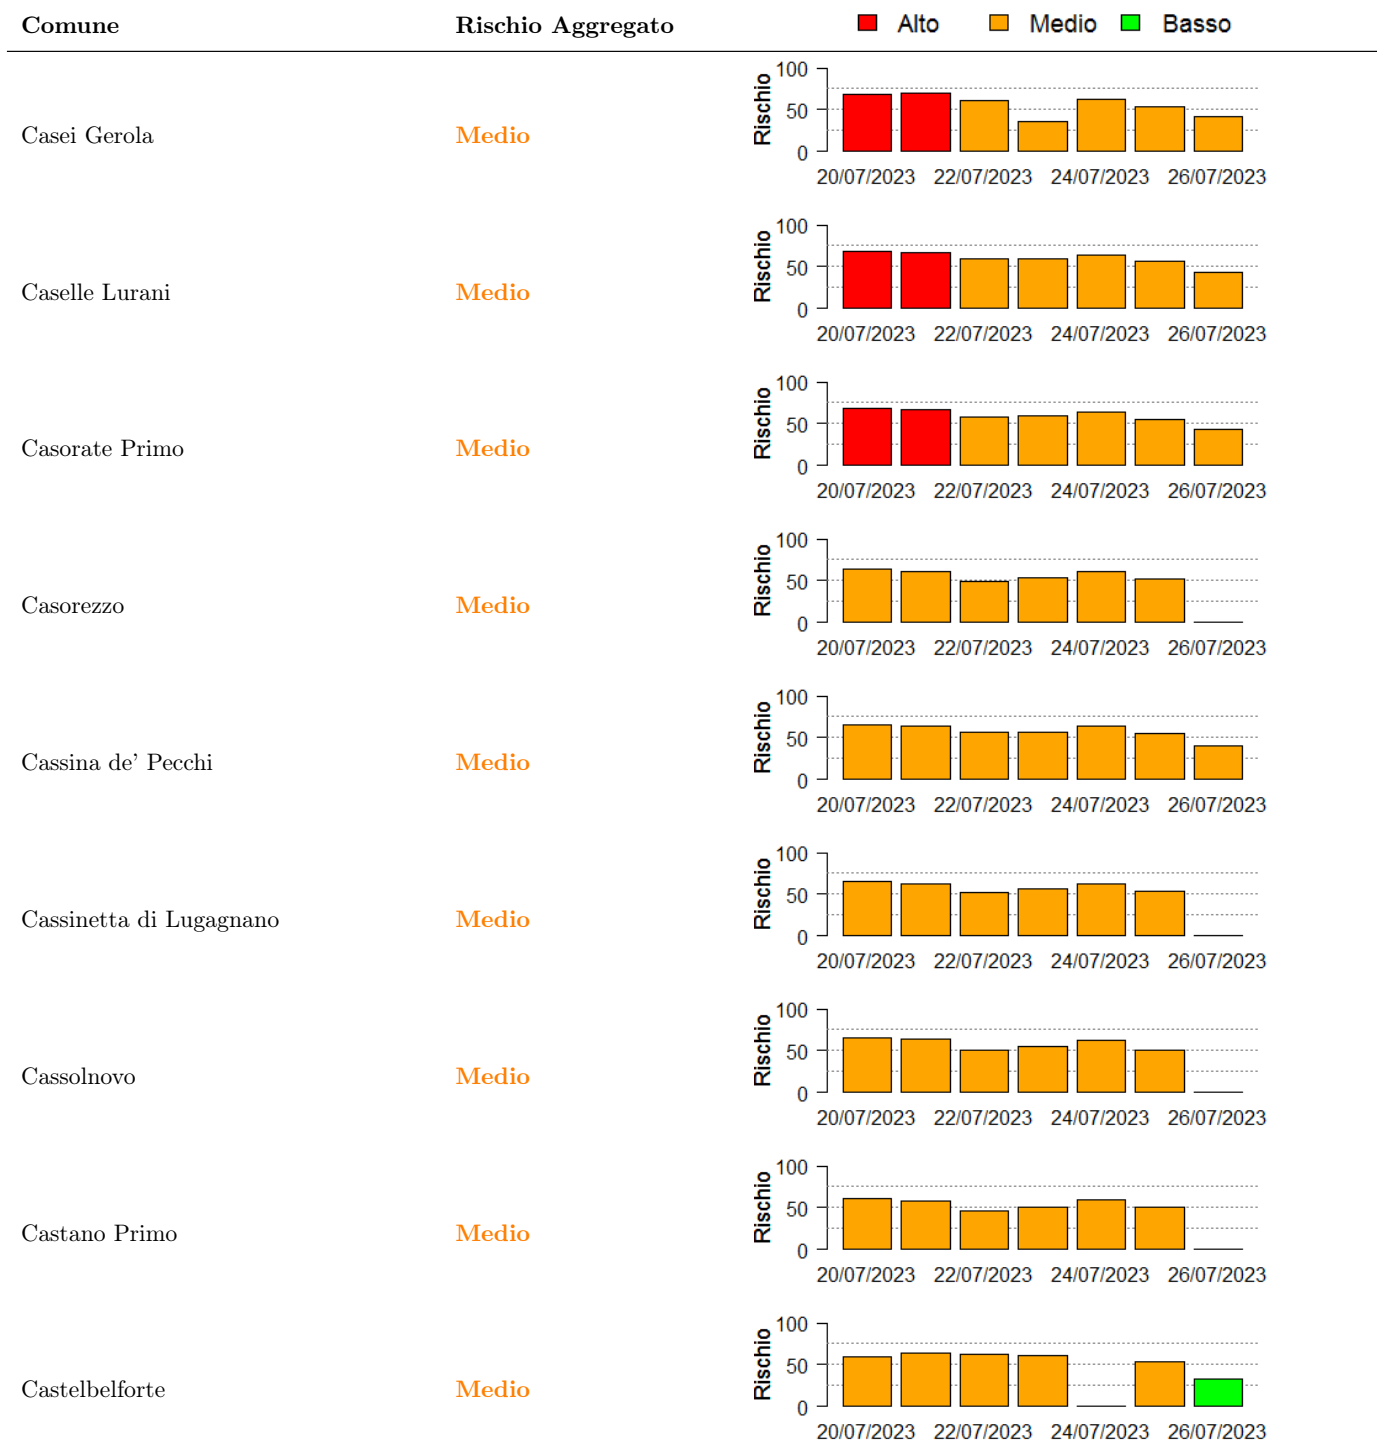 Comune Rischio Aggregato Alto Medio Basso
Casei Gerola Medio Rischio 100 50 0
20/07/2023 22/07/2023 24/07/2023 26/07/2023
Caselle Lurani Medio Rischio 100 50 0
20/07/2023 22/07/2023 24/07/2023 26/07/2023
Casorate Primo Medio Rischio 100 50 0
20/07/2023 22/07/2023 24/07/2023 26/07/2023
Casorezzo Medio Rischio 100 50 0
20/07/2023 22/07/2023 24/07/2023 26/07/2023
Cassina de' Pecchi Medio Rischio 100 50 0
20/07/2023 22/07/2023 24/07/2023 26/07/2023
Cassinetta di Lugagnano Medio Rischio 100 50 0
20/07/2023 22/07/2023 24/07/2023 26/07/2023
Cassolnovo Medio Rischio 100 50 0
20/07/2023 22/07/2023 24/07/2023 26/07/2023
Castano Primo Medio Rischio 100 50 0
20/07/2023 22/07/2023 24/07/2023 26/07/2023
Castelbelforte Medio Rischio 100 50 0
20/07/2023 22/07/2023 24/07/2023 26/07/2023